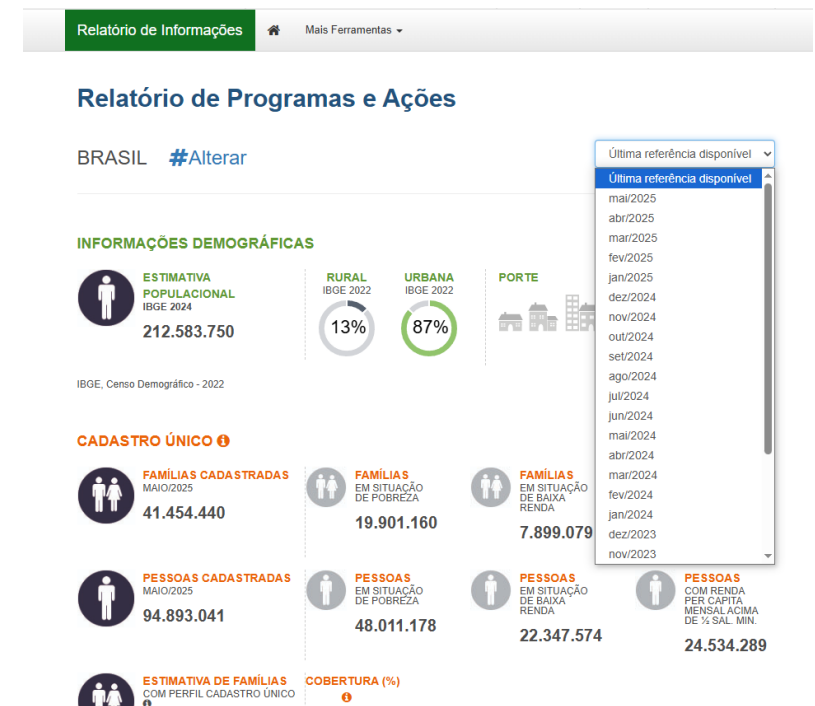 Relatório de Informações
Mais Ferramentas
Relatório de Programas e Ações
BRASIL #Alterar
Última referência disponível
Última referência disponível
mai/2025
abr/2025
mar/2025
fev/2025
jan/2025
dez/2024
nov/2024
out/2024
set/2024
ago/2024
jul/2024
jun/2024
mai/2024
abr/2024
mar/2024
fev/2024
jan/2024
dez/2023
nov/2023
INFORMAÇÕES DEMOGRÁFICAS
ESTIMATIVA
POPULACIONAL
IBGE 2024
212.583.750
RURAL
IBGE 2022
13%
URBANA
IBGE 2022
87%
PORTE
IBGE, Censo Demográfico - 2022
CADASTRO ÚNICO
FAMÍLIAS CADASTRADAS
MAIO/2025
41.454.440
FAMÍLIAS
EM SITUAÇÃO
DE POBREZA
19.901.160
FAMÍLIAS
EM SITUAÇÃO
DE BAIXA
RENDA
7.899.079
PESSOAS CADASTRADAS
MAIO/2025
94.893.041
PESSOAS
EM SITUAÇÃO
DE POBREZA
48.011.178
PESSOAS
EM SITUAÇÃO
DE BAIXA
RENDA
22.347.574
PESSOAS
COM RENDA
PER CAPITA
MENSAL ACIMA
DE ½ SAL. MIN.
24.534.289
ESTIMATIVA DE FAMÍLIAS
COM PERFIL CADASTRO ÚNICO
COBERTURA (%)